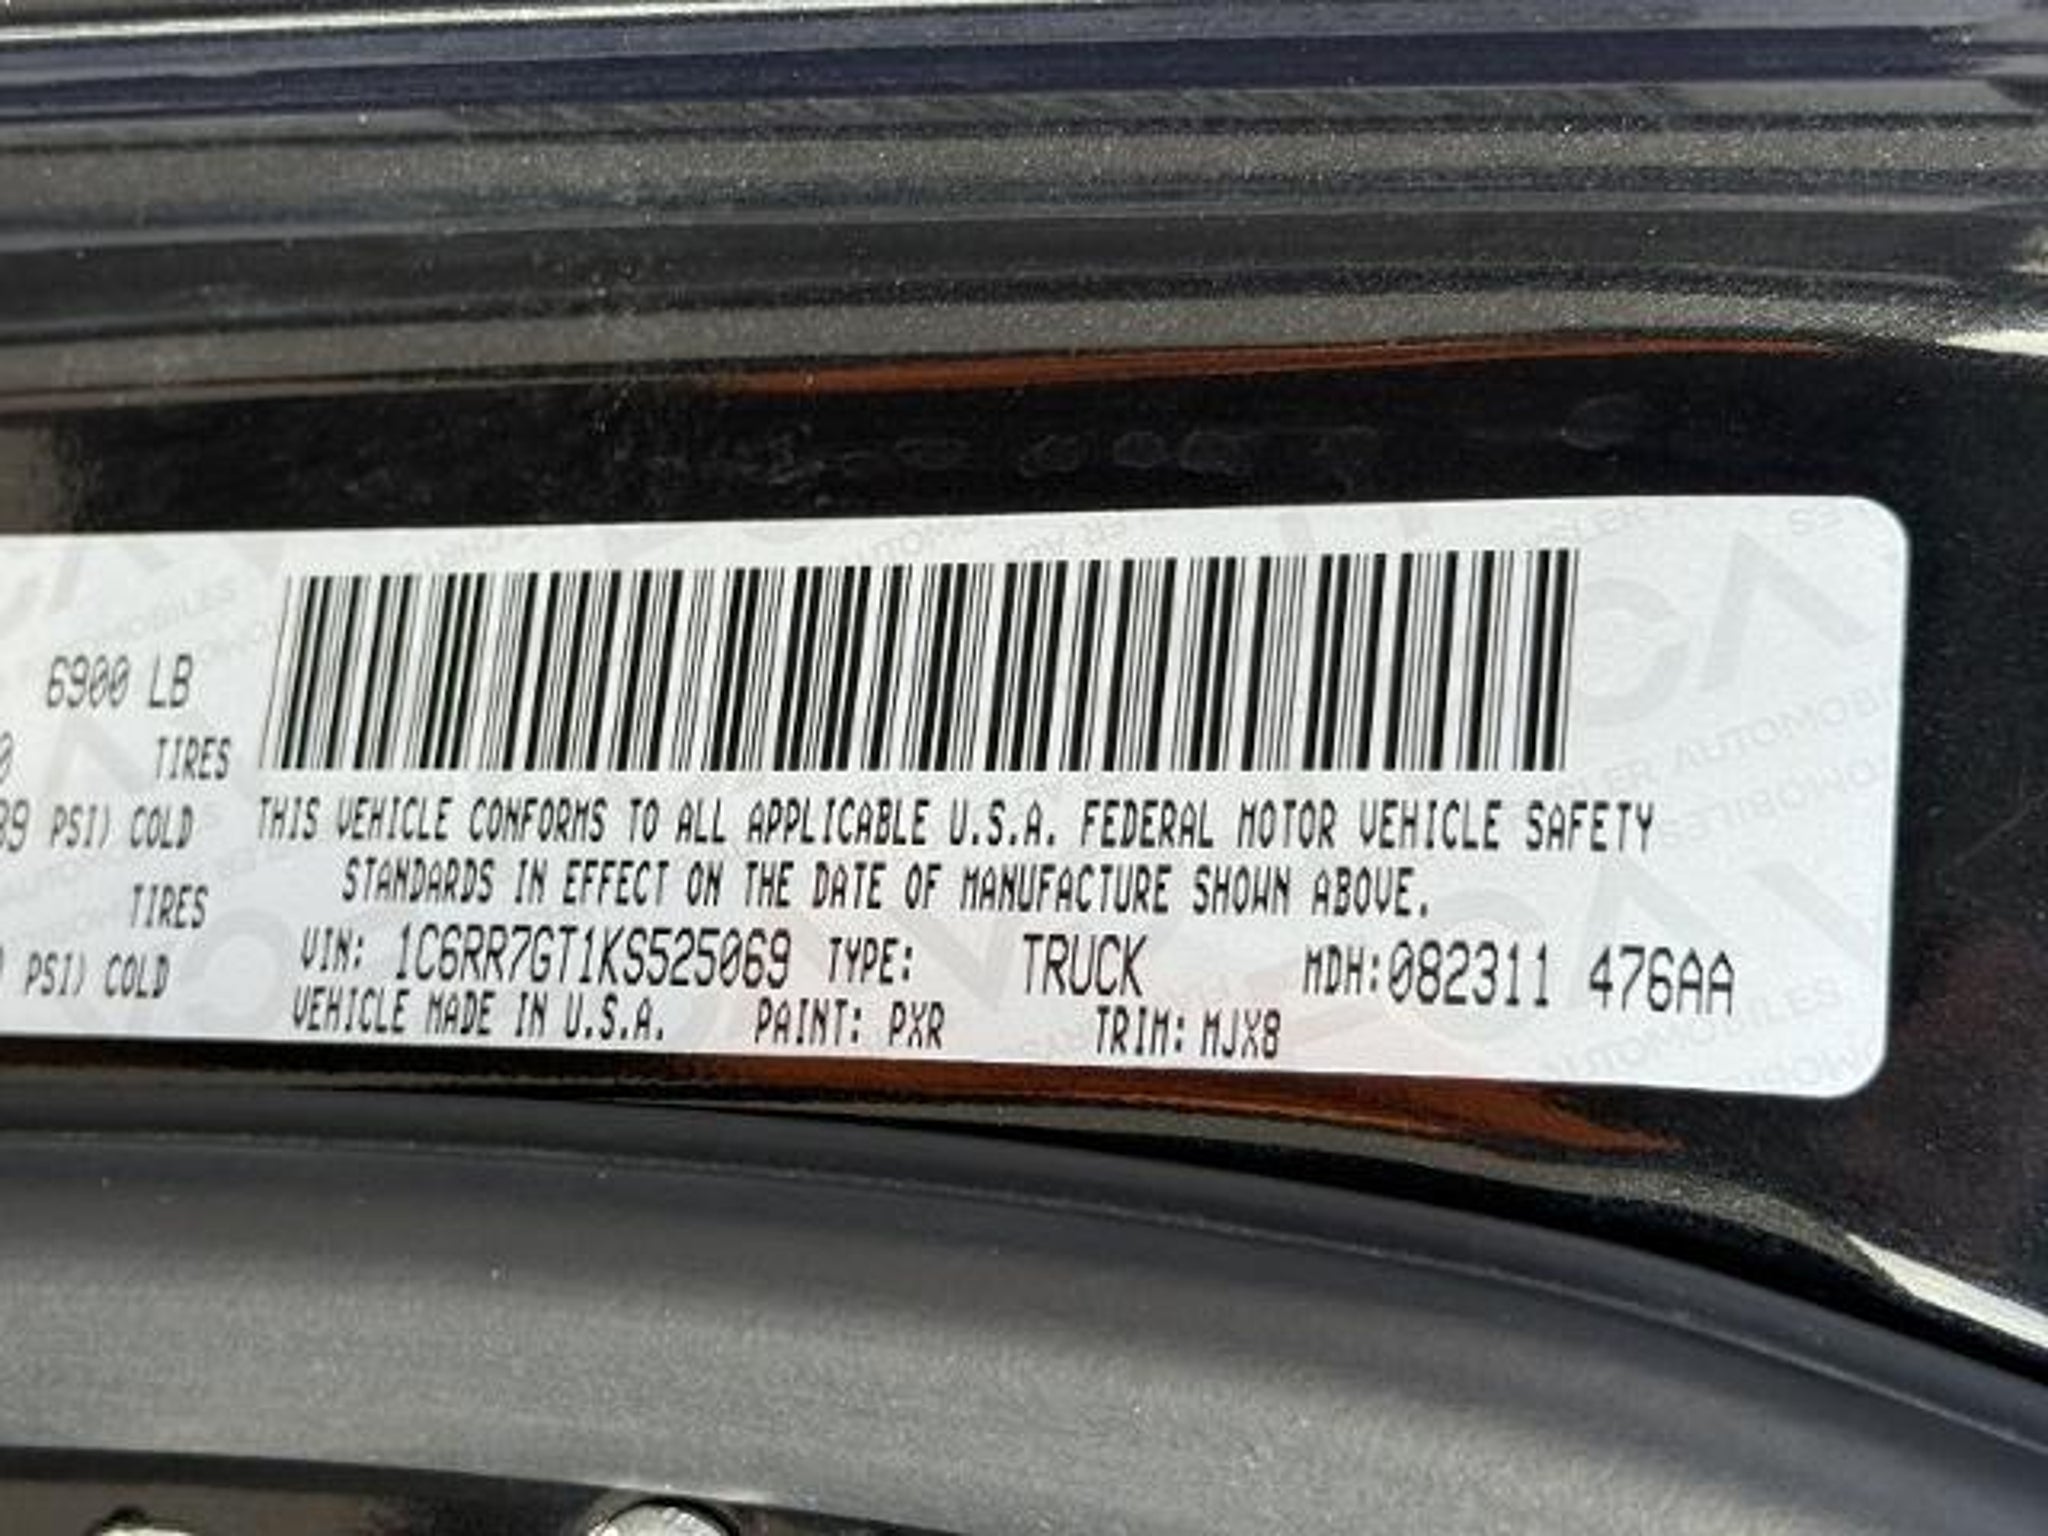 6900 LB
TIRES
39 PSI) COLD
TIRES
PSI) COLD
THIS VEHICLE CONFORMS TO ALL APPLICABLE U.S.A. FEDERAL MOTOR VEHICLE SAFETY
STANDARDS IN EFFECT ON THE DATE OF MANUFACTURE SHOWN ABOVE.
VIN: 1C6RR7GT1KS525069 TYPE: TRUCK MDH:082311 476AA
VEHICLE MADE IN U.S.A. PAINT: PXR TRIM: MJX8